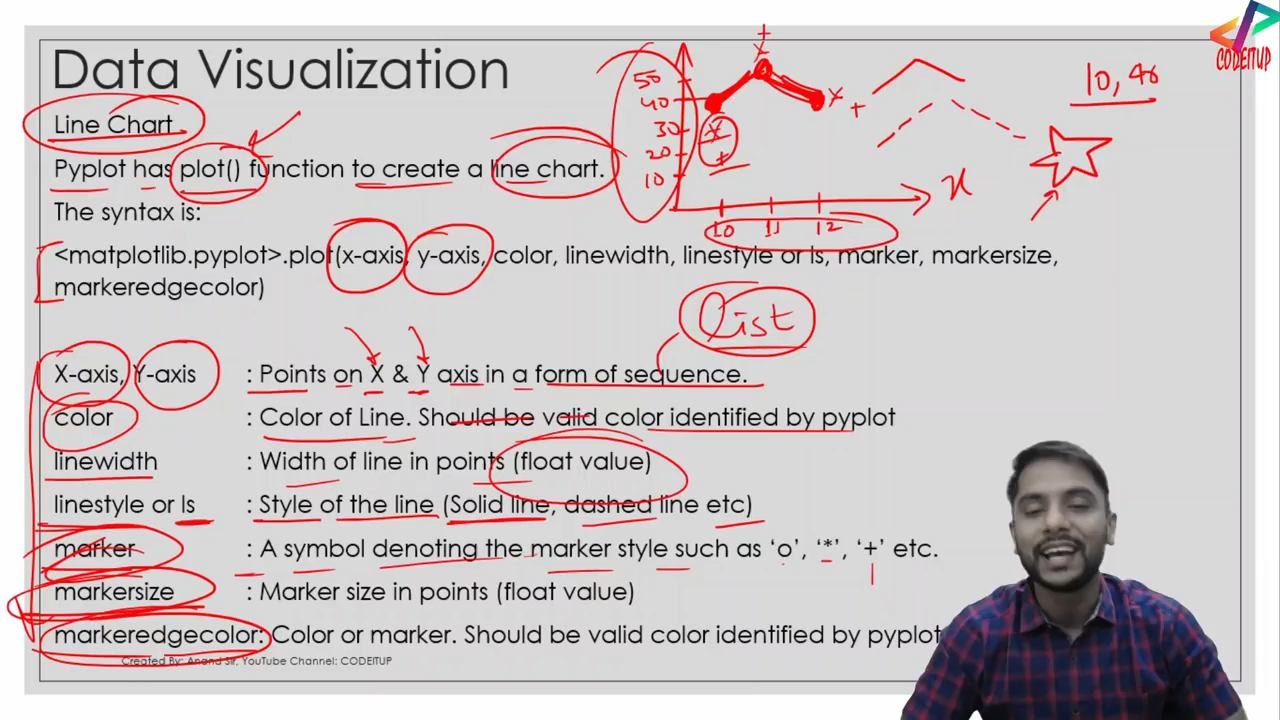 Data Visualization
CODEITUP
Line Chart
Pyplot has plot() function to create a line chart.
The syntax is:
<matplotlib.pyplot>.plot(x-axis, y-axis, color, linewidth, linestyle or ls, marker, markersize,
markeredgecolor)
50
40
30
20
10
10 11 12
x
x
+
x
+
x
+
10, 40
List
X-axis, Y-axis : Points on X & Y axis in a form of sequence.
color : Color of Line. Should be valid color identified by pyplot
linewidth : Width of line in points (float value)
linestyle or ls : Style of the line (Solid line, dashed line etc)
marker : A symbol denoting the marker style such as ‘o’, ‘*’, ‘+’ etc.
markersize : Marker size in points (float value)
markeredgecolor: Color or marker. Should be valid color identified by pyplot
Created By: Anand Sir, YouTube Channel: CODEITUP